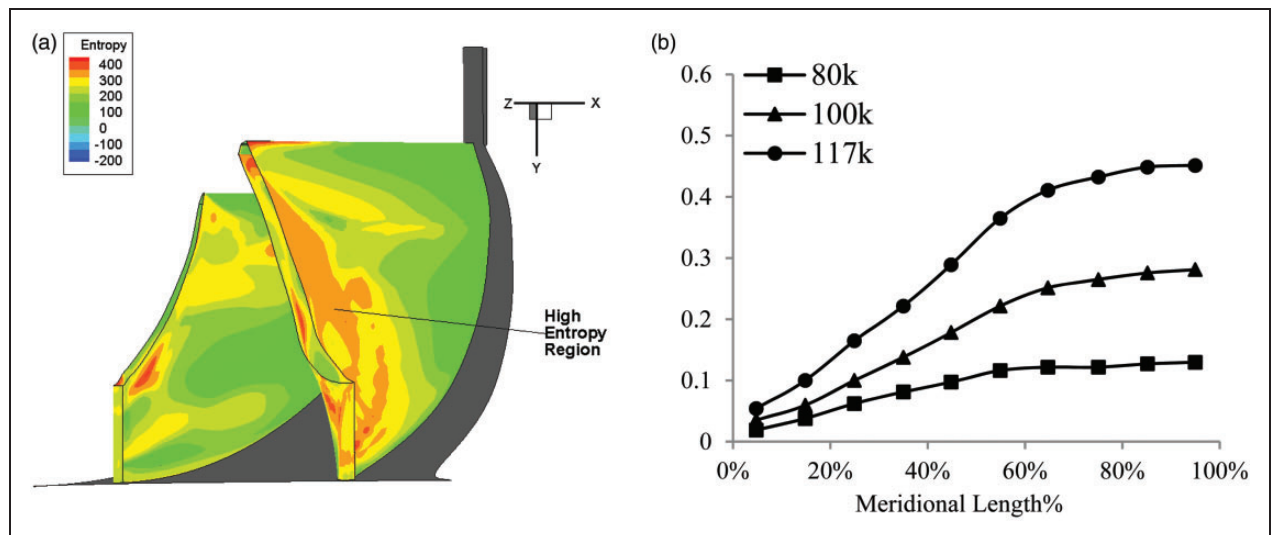 (a)
Entropy
400
300
200
100
0
-100
-200
Z X
Y
High
Entropy
Region
(b)
80k
100k
117k
0.6
0.5
0.4
0.3
0.2
0.1
0
0% 20% 40% 60% 80% 100%
Meridional Length%